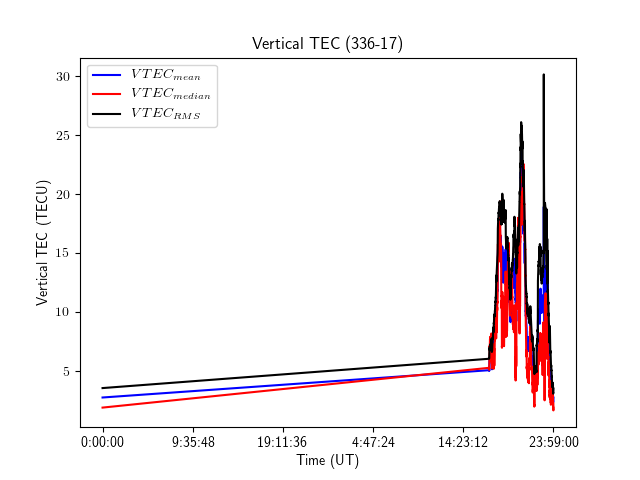 Vertical TEC (336-17)
VTEC_mean
VTEC_median
VTEC_RMS
30
25
20
15
10
5
Vertical TEC (TECU)
0:00:00 9:35:48 19:11:36 4:47:24 14:23:12 23:59:00
Time (UT)